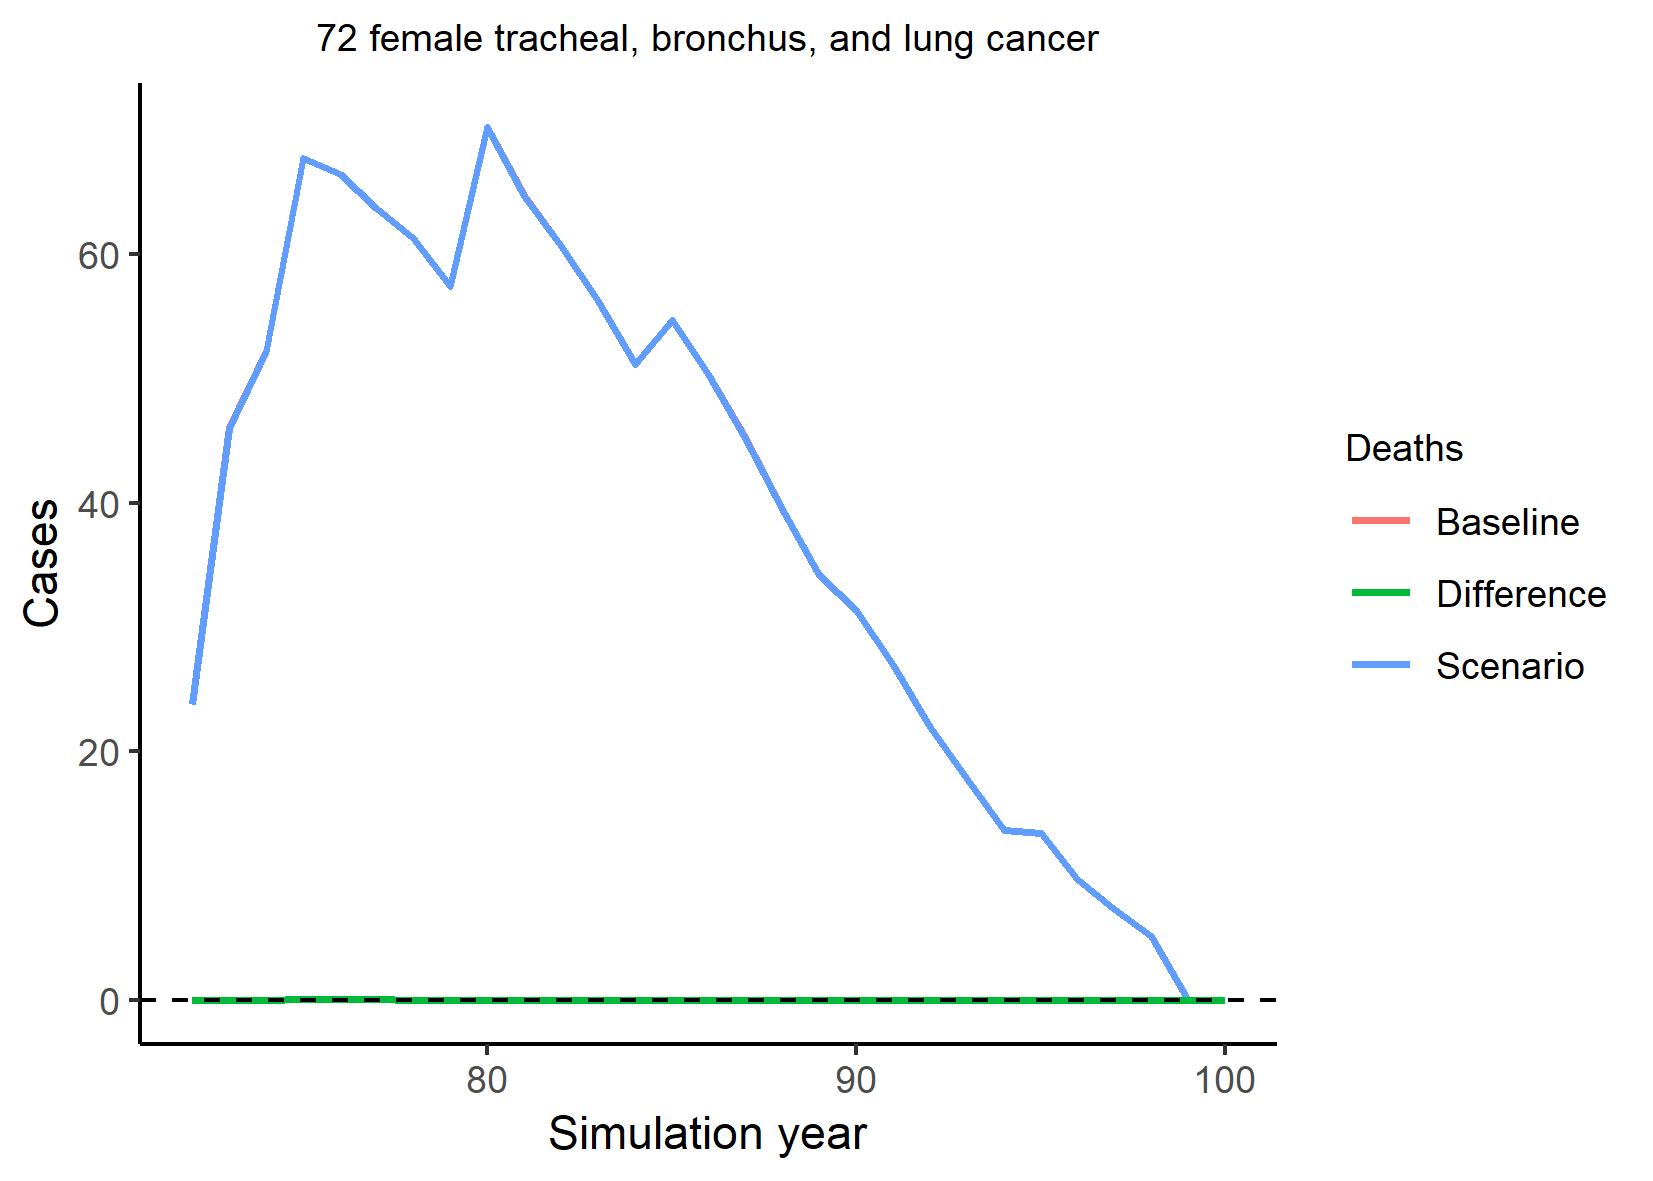 72 female tracheal, bronchus, and lung cancer
Cases
60
40
20
0
80 90 100
Simulation year
Deaths
Baseline
Difference
Scenario